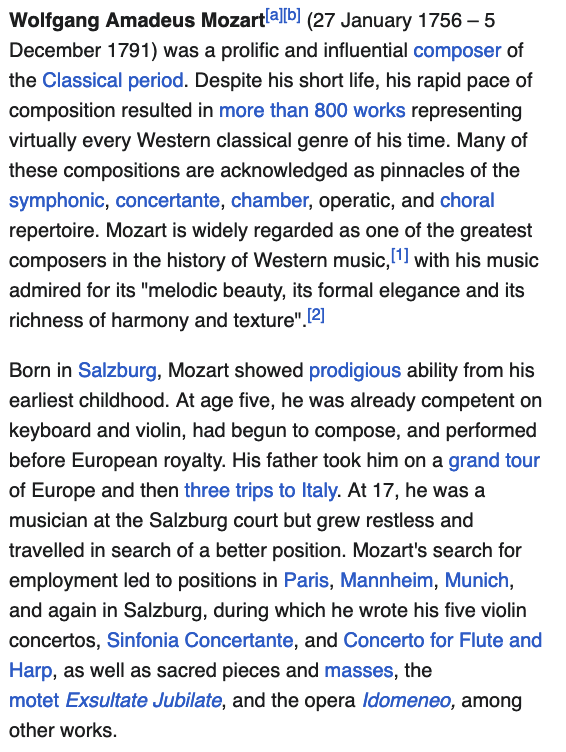 Wolfgang Amadeus Mozart[a][b] (27 January 1756 – 5
December 1791) was a prolific and influential composer of
the Classical period. Despite his short life, his rapid pace of
composition resulted in more than 800 works representing
virtually every Western classical genre of his time. Many of
these compositions are acknowledged as pinnacles of the
symphonic, concertante, chamber, operatic, and choral
repertoire. Mozart is widely regarded as one of the greatest
composers in the history of Western music,[1] with his music
admired for its "melodic beauty, its formal elegance and its
richness of harmony and texture".[2]
Born in Salzburg, Mozart showed prodigious ability from his
earliest childhood. At age five, he was already competent on
keyboard and violin, had begun to compose, and performed
before European royalty. His father took him on a grand tour
of Europe and then three trips to Italy. At 17, he was a
musician at the Salzburg court but grew restless and
travelled in search of a better position. Mozart's search for
employment led to positions in Paris, Mannheim, Munich,
and again in Salzburg, during which he wrote his five violin
concertos, Sinfonia Concertante, and Concerto for Flute and
Harp, as well as sacred pieces and masses, the
motet Exsultate Jubilate, and the opera Idomeneo, among
other works.